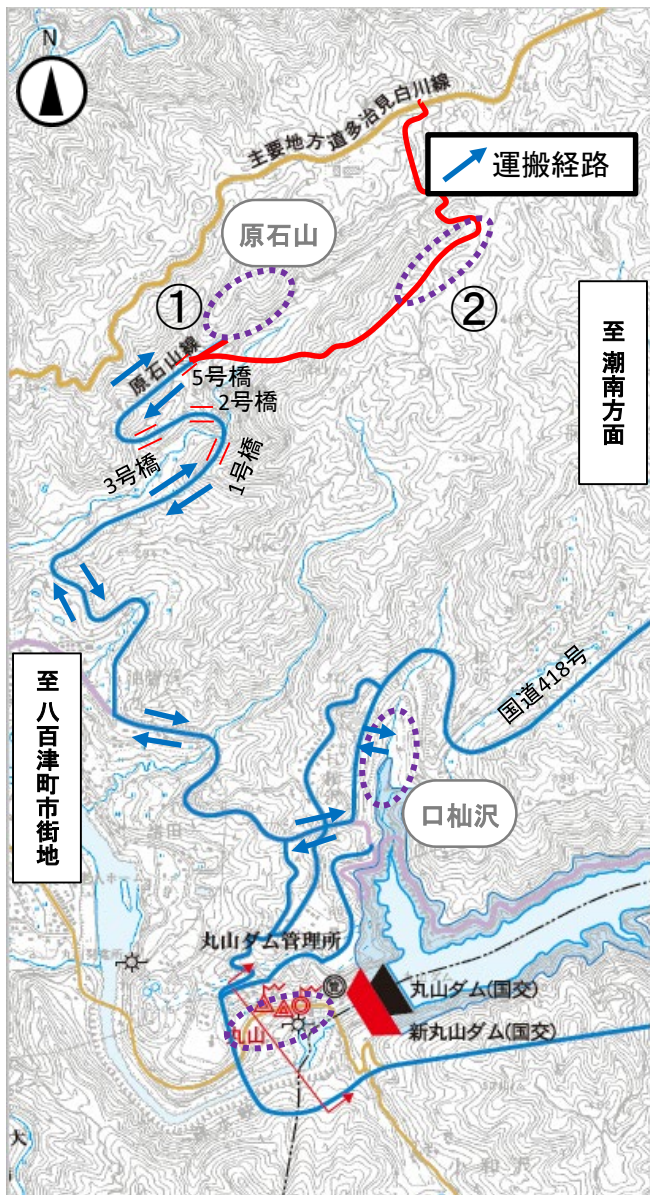 N
主要地方道多治見白川線
運搬経路
原石山
①
②
至 潮南方面
原石山線
5号橋
2号橋
3号橋
1号橋
国道418号
至 八百津町市街地
口杣沢
丸山ダム管理所
管
丸山ダム(国交)
新丸山ダム(国交)
丸山
大